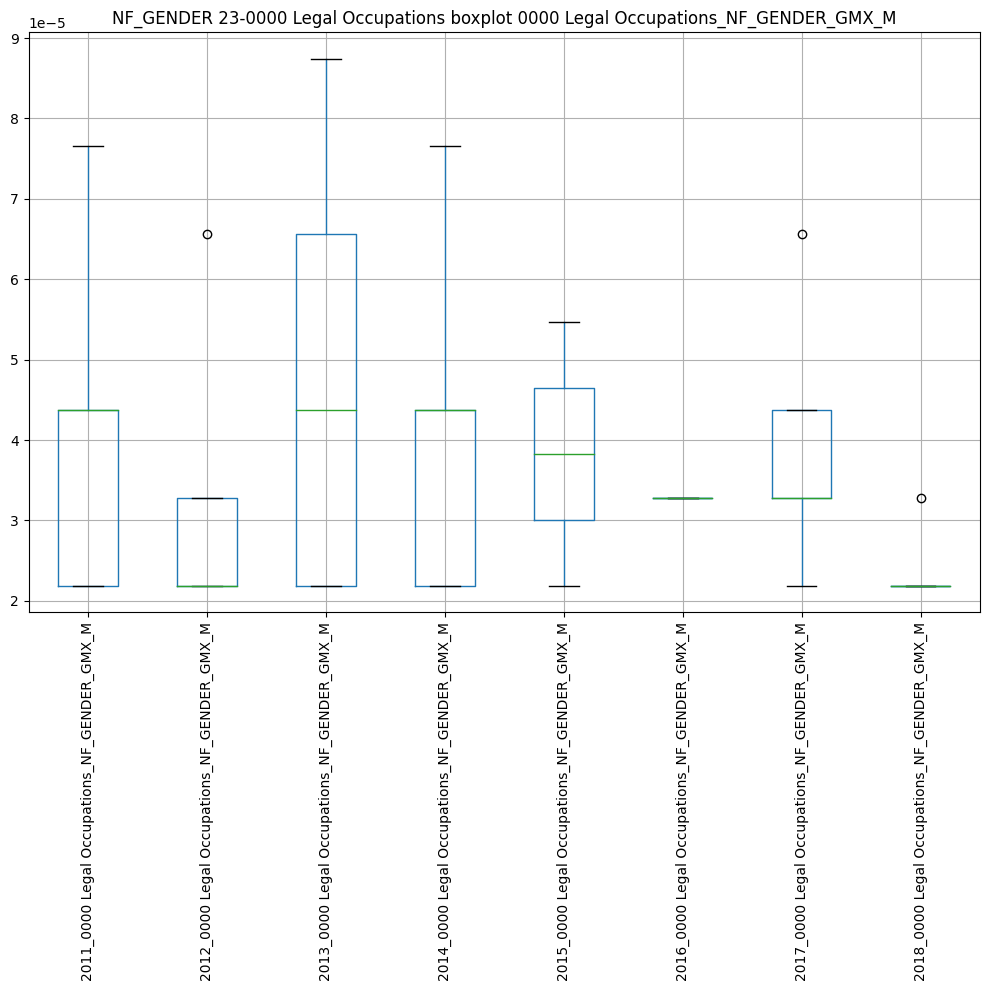 NF_GENDER 23-0000 Legal Occupations boxplot 0000 Legal Occupations_NF_GENDER_GMX_M
1e−5
9
8
7
6
5
4
3
2
2011_0000 Legal Occupations_NF_GENDER_GMX_M
2012_0000 Legal Occupations_NF_GENDER_GMX_M
2013_0000 Legal Occupations_NF_GENDER_GMX_M
2014_0000 Legal Occupations_NF_GENDER_GMX_M
2015_0000 Legal Occupations_NF_GENDER_GMX_M
2016_0000 Legal Occupations_NF_GENDER_GMX_M
2017_0000 Legal Occupations_NF_GENDER_GMX_M
2018_0000 Legal Occupations_NF_GENDER_GMX_M